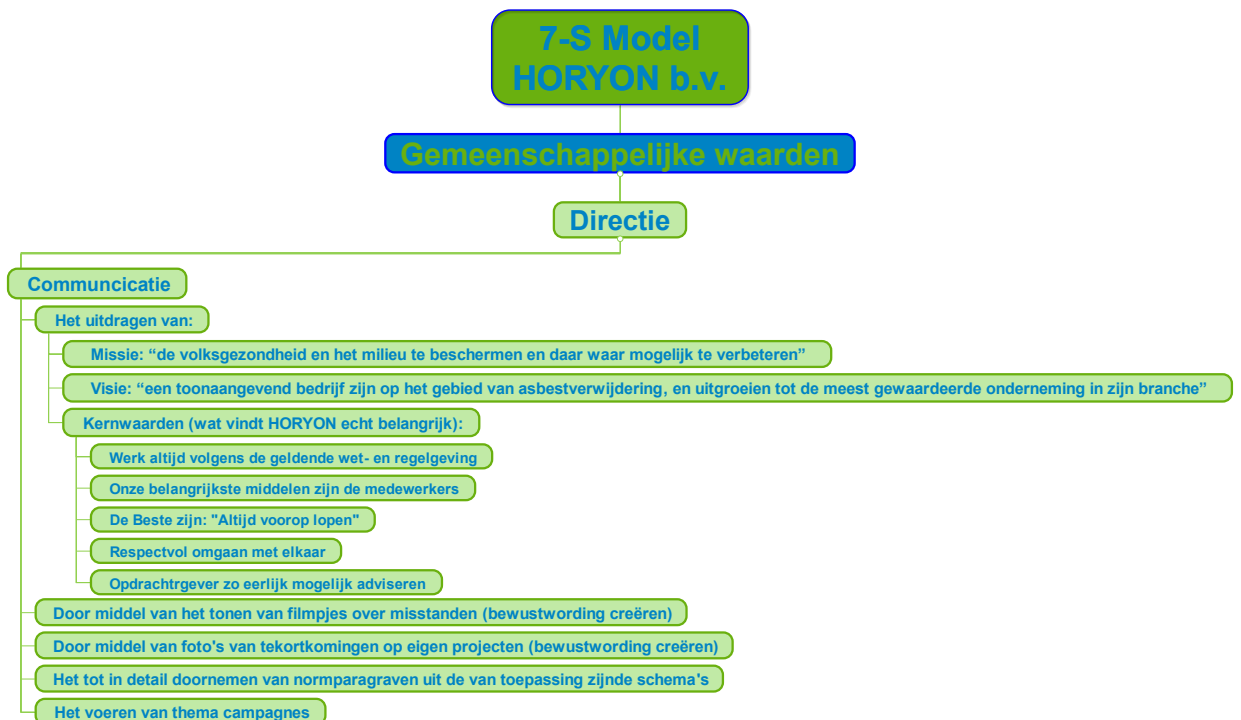 7-S Model
HORYON b.v.
Gemeenschappelijke waarden
Directie
Communcicatie
Het uitdragen van:
Missie: “de volksgezondheid en het milieu te beschermen en daar waar mogelijk te verbeteren”
Visie: “een toonaangevend bedrijf zijn op het gebied van asbestverwijdering, en uitgroeien tot de meest gewaardeerde onderneming in zijn branche”
Kernwaarden (wat vindt HORYON echt belangrijk):
Werk altijd volgens de geldende wet- en regelgeving
Onze belangrijkste middelen zijn de medewerkers
De Beste zijn: "Altijd voorop lopen"
Respectvol omgaan met elkaar
Opdrachtrgever zo eerlijk mogelijk adviseren
Door middel van het tonen van filmpjes over misstanden (bewustwording creëren)
Door middel van foto's van tekortkomingen op eigen projecten (bewustwording creëren)
Het tot in detail doornemen van normparagraven uit de van toepassing zijnde schema's
Het voeren van thema campagnes